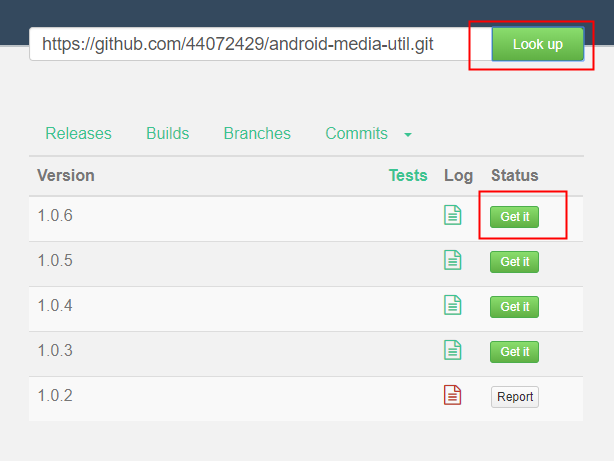 https://github.com/44072429/android-media-util.git Look up
Releases Builds Branches Commits
Version Tests Log Status
1.0.6 Get it
1.0.5 Get it
1.0.4 Get it
1.0.3 Get it
1.0.2 Report